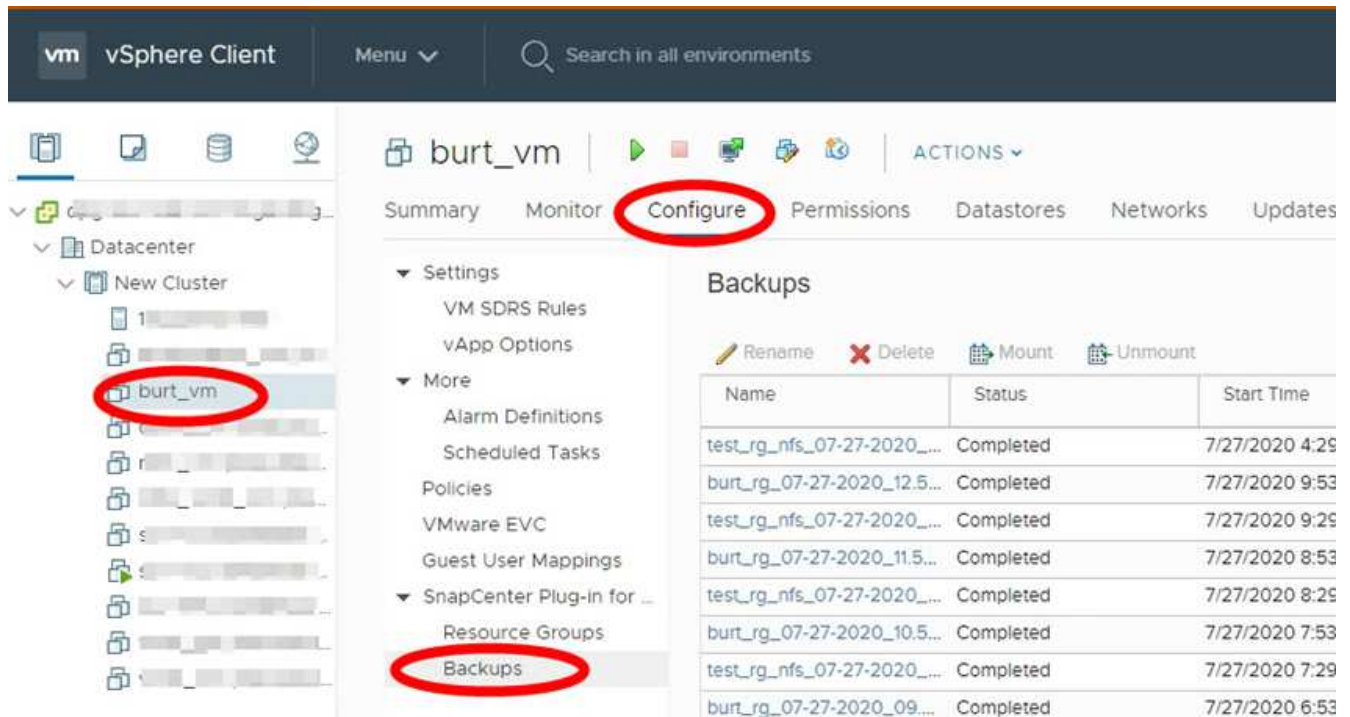 vm vSphere Client Menu Search in all environments
burt_vm ACTIONS
Summary Monitor Configure Permissions Datastores Networks Updates
Datacenter
New Cluster
burt_vm
Settings
VM SDRS Rules
vApp Options
More
Alarm Definitions
Scheduled Tasks
Policies
VMware EVC
Guest User Mappings
SnapCenter Plug-in for ...
Resource Groups
Backups
Backups
Rename Delete Mount Unmount
Name Status Start Time
test_rg_nfs_07-27-2020_... Completed 7/27/2020 4:29
burt_rg_07-27-2020_12.5... Completed 7/27/2020 9:53
test_rg_nfs_07-27-2020_... Completed 7/27/2020 9:29
burt_rg_07-27-2020_11.5... Completed 7/27/2020 8:53
test_rg_nfs_07-27-2020_... Completed 7/27/2020 8:29
burt_rg_07-27-2020_10.5... Completed 7/27/2020 7:53
test_rg_nfs_07-27-2020_... Completed 7/27/2020 7:29
burt_rg_07-27-2020_09.... Completed 7/27/2020 6:53